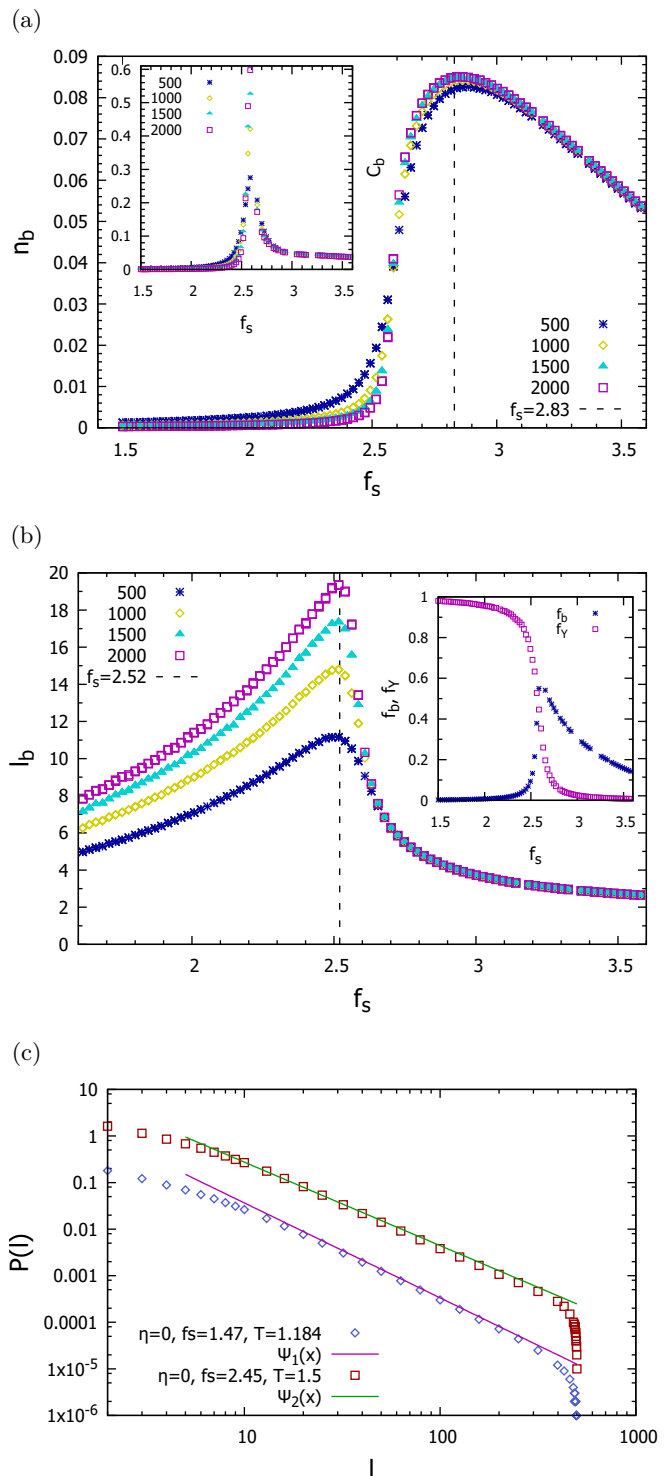 (a)
n_b
0.09
0.08
0.07
0.06
0.05
0.04
0.03
0.02
0.01
0
1.5 2 2.5 3 3.5
f_s
500
1000
1500
2000
f_s=2.83
C_b
0.6
0.5
0.4
0.3
0.2
0.1
0
1.5 2 2.5 3 3.5
f_s
500
1000
1500
2000
(b)
l_b
20
18
16
14
12
10
8
6
4
2
0
2 2.5 3 3.5
f_s
500
1000
1500
2000
f_s=2.52
f_b, f_Y
1
0.8
0.6
0.4
0.2
0
1.5 2 2.5 3 3.5
f_s
f_b
f_Y
(c)
P(l)
10
1
0.1
0.01
0.001
0.0001
1x10^-5
1x10^-6
10 100 1000
l
η=0, fs=1.47, T=1.184
Ψ_1(x)
η=0, fs=2.45, T=1.5
Ψ_2(x)